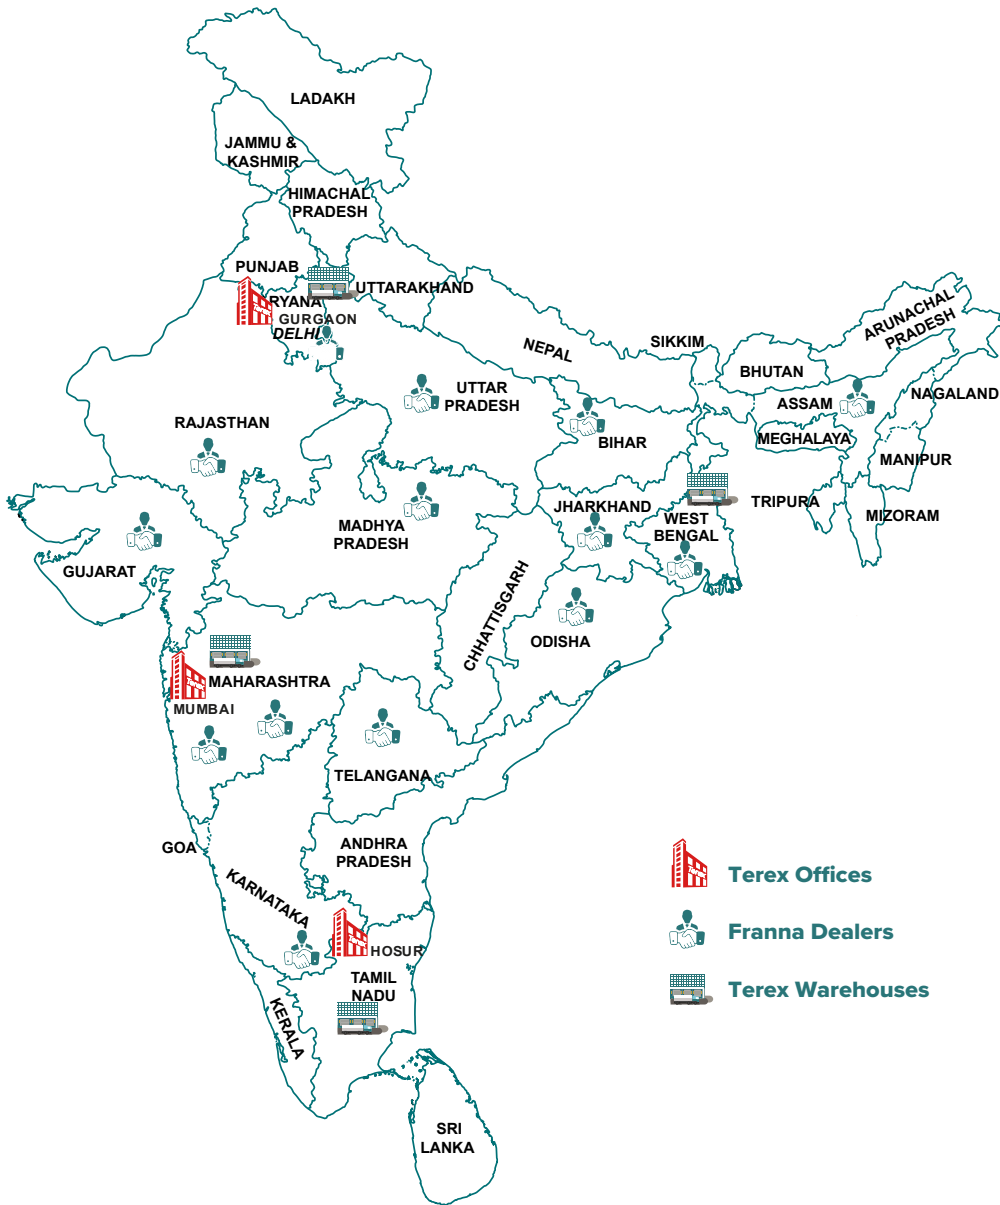 LADAKH
JAMMU &
KASHMIR
HIMACHAL
PRADESH
PUNJAB
UTTARAKHAND
RYANA
GURGAON
DELHI
ARUNACHAL
PRADESH
NEPAL
SIKKIM
BHUTAN
UTTAR
PRADESH
ASSAM
NAGALAND
RAJASTHAN
BIHAR
MEGHALAYA
MANIPUR
JHARKHAND
TRIPURA
MIZORAM
MADHYA
PRADESH
WEST
BENGAL
GUJARAT
CHHATTISGARH
ODISHA
MAHARASHTRA
MUMBAI
TELANGANA
GOA
ANDHRA
PRADESH
KARNATAKA
HOSUR
TAMIL
NADU
KERALA
SRI
LANKA
Terex Offices
Franna Dealers
Terex Warehouses